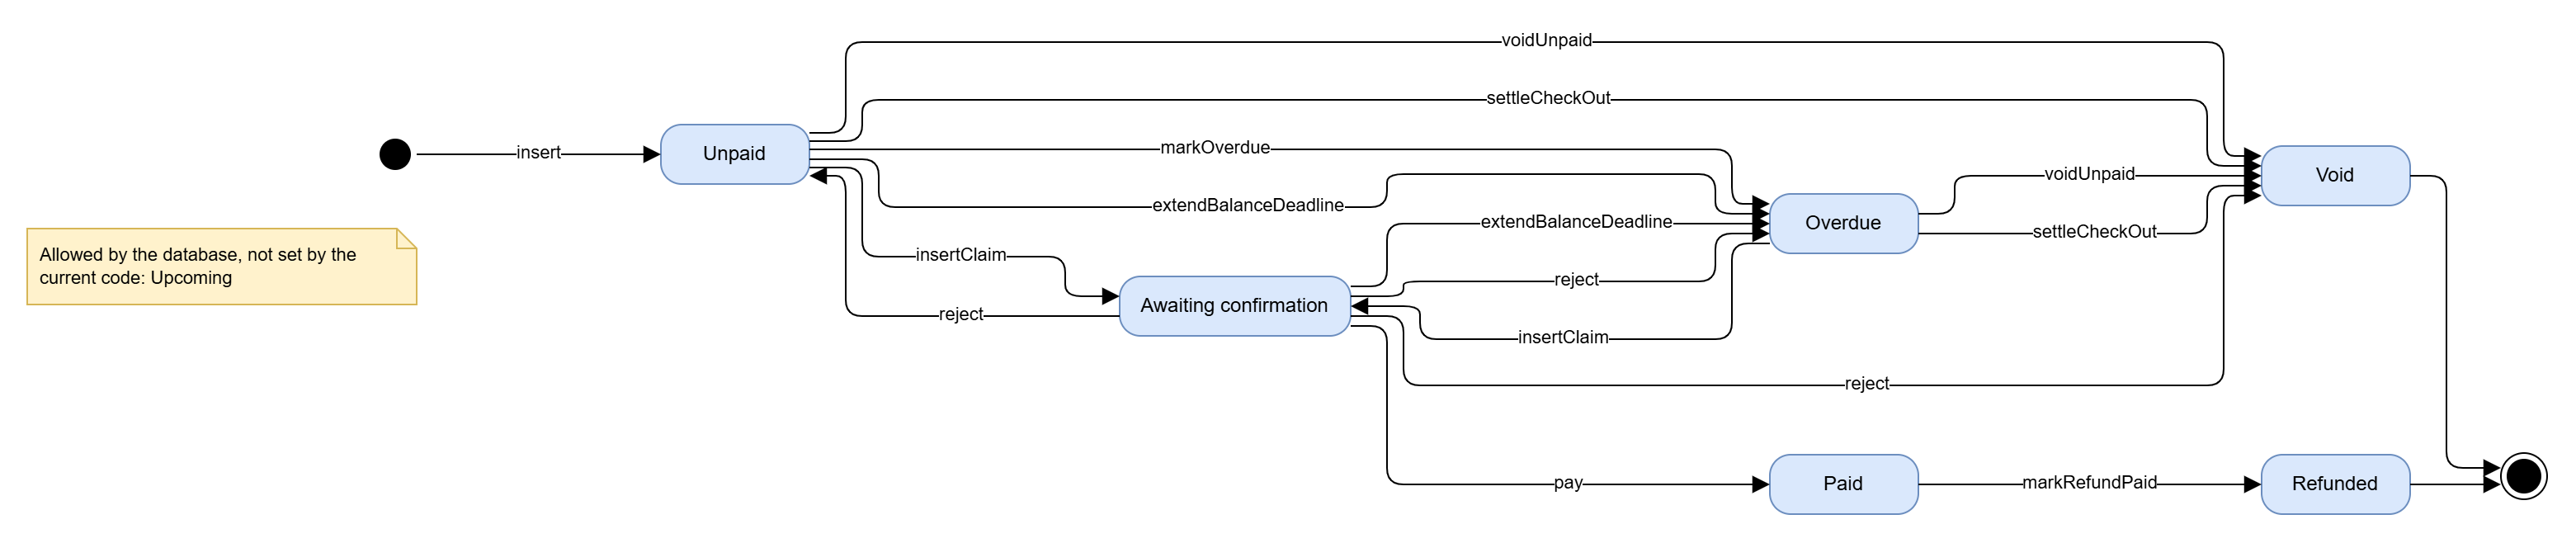 voidUnpaid
settleCheckOut
markOverdue
insert
Unpaid
voidUnpaid
Void
extendBalanceDeadline
extendBalanceDeadline
Overdue
settleCheckOut
Allowed by the database, not set by the
current code: Upcoming
insertClaim
reject
Awaiting confirmation
reject
insertClaim
reject
pay
Paid
markRefundPaid
Refunded